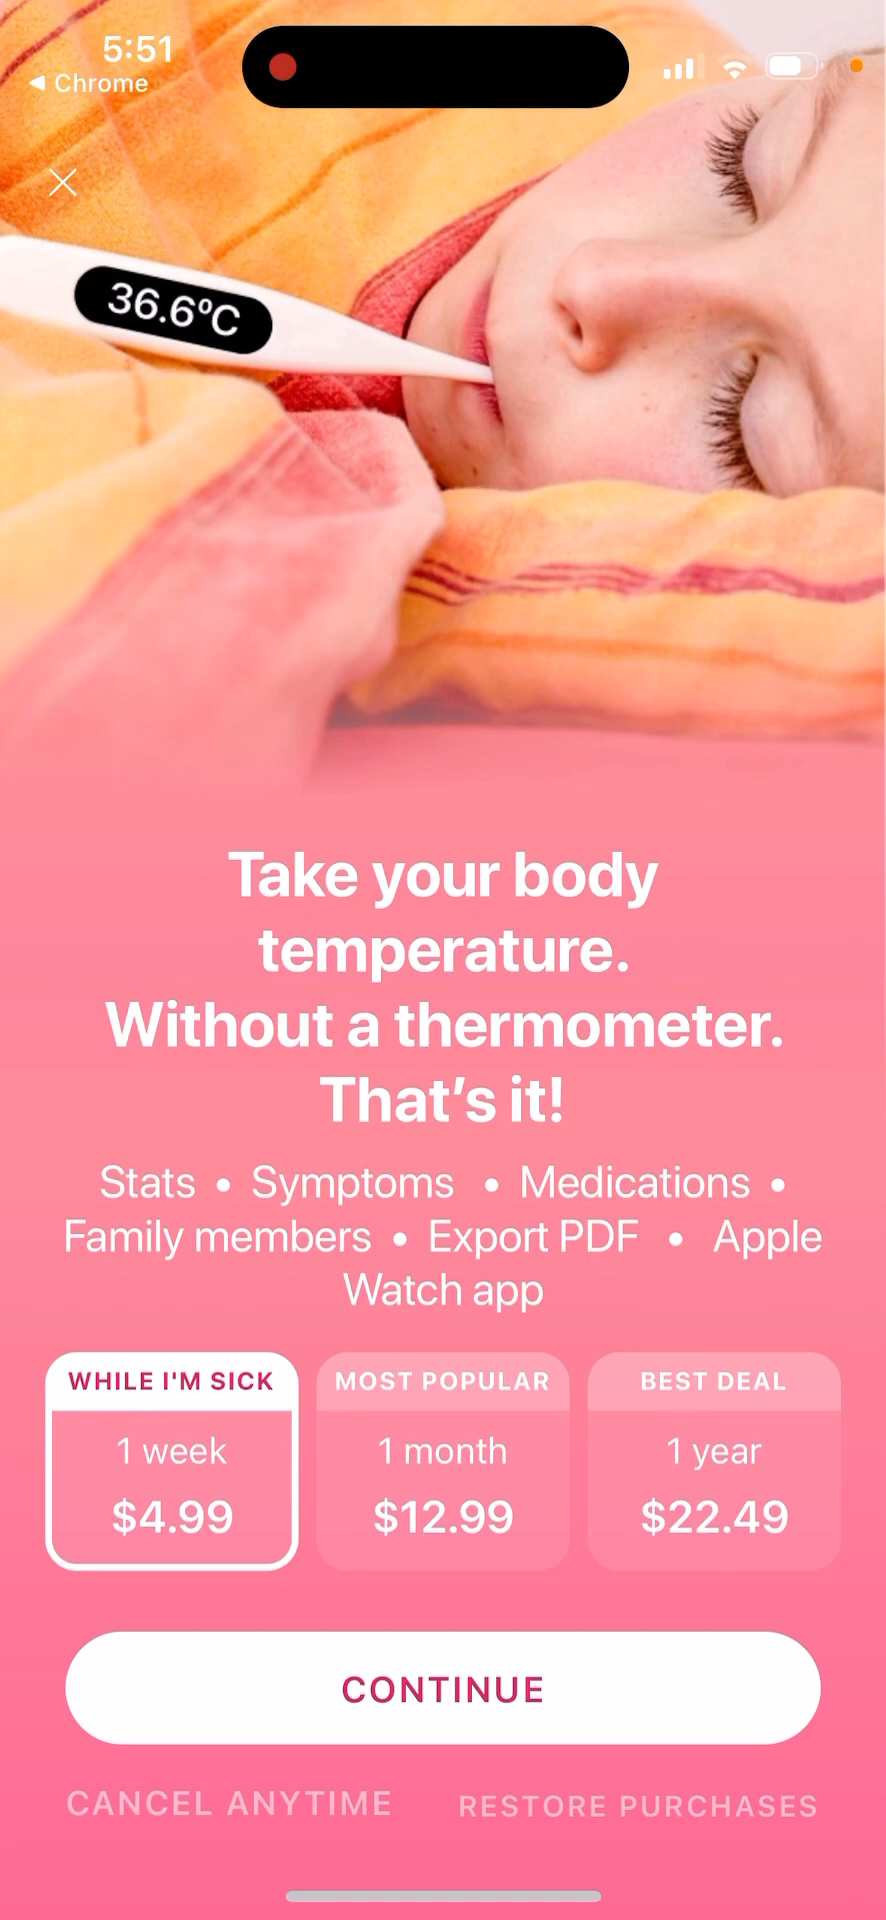 5:51
◀ Chrome
36.6ºC
Take your body
temperature.
Without a thermometer.
That’s it!
Stats • Symptoms • Medications •
Family members • Export PDF • Apple
Watch app
WHILE I'M SICK
1 week
$4.99
MOST POPULAR
1 month
$12.99
BEST DEAL
1 year
$22.49
CONTINUE
CANCEL ANYTIME
RESTORE PURCHASES